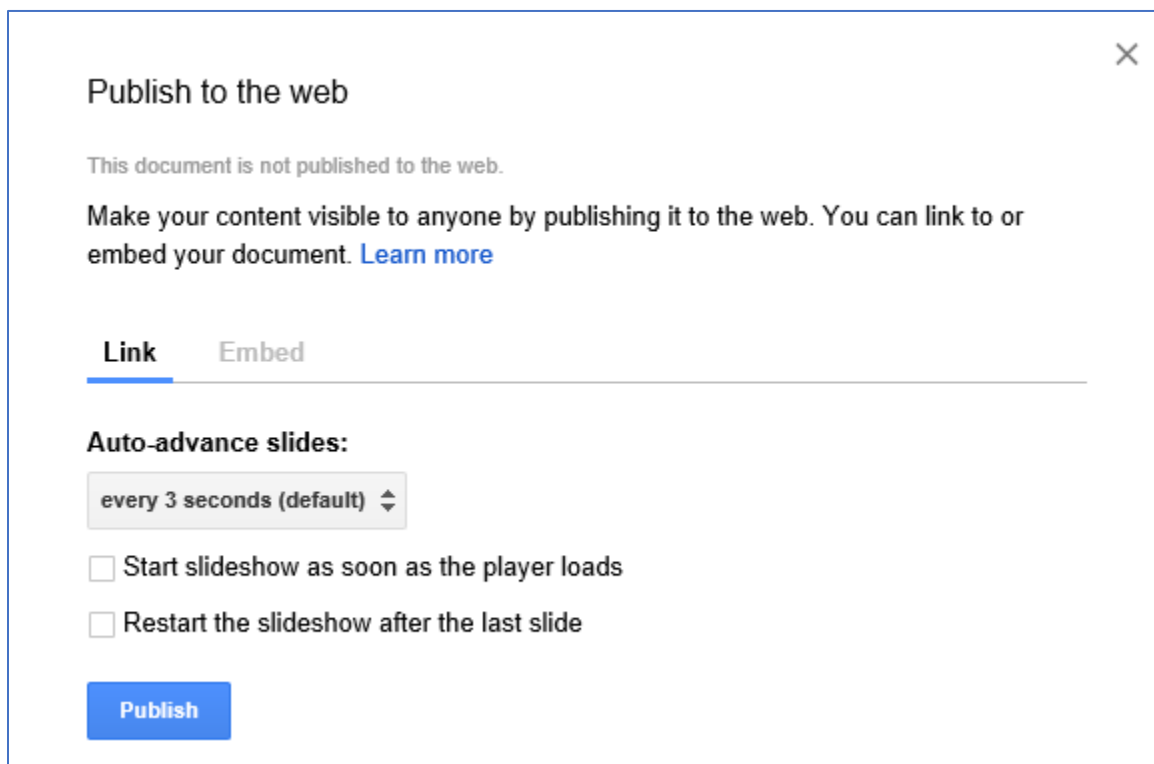 Publish to the web
This document is not published to the web.
Make your content visible to anyone by publishing it to the web. You can link to or
embed your document. Learn more
Link Embed
Auto-advance slides:
every 3 seconds (default)
Start slideshow as soon as the player loads
Restart the slideshow after the last slide
Publish